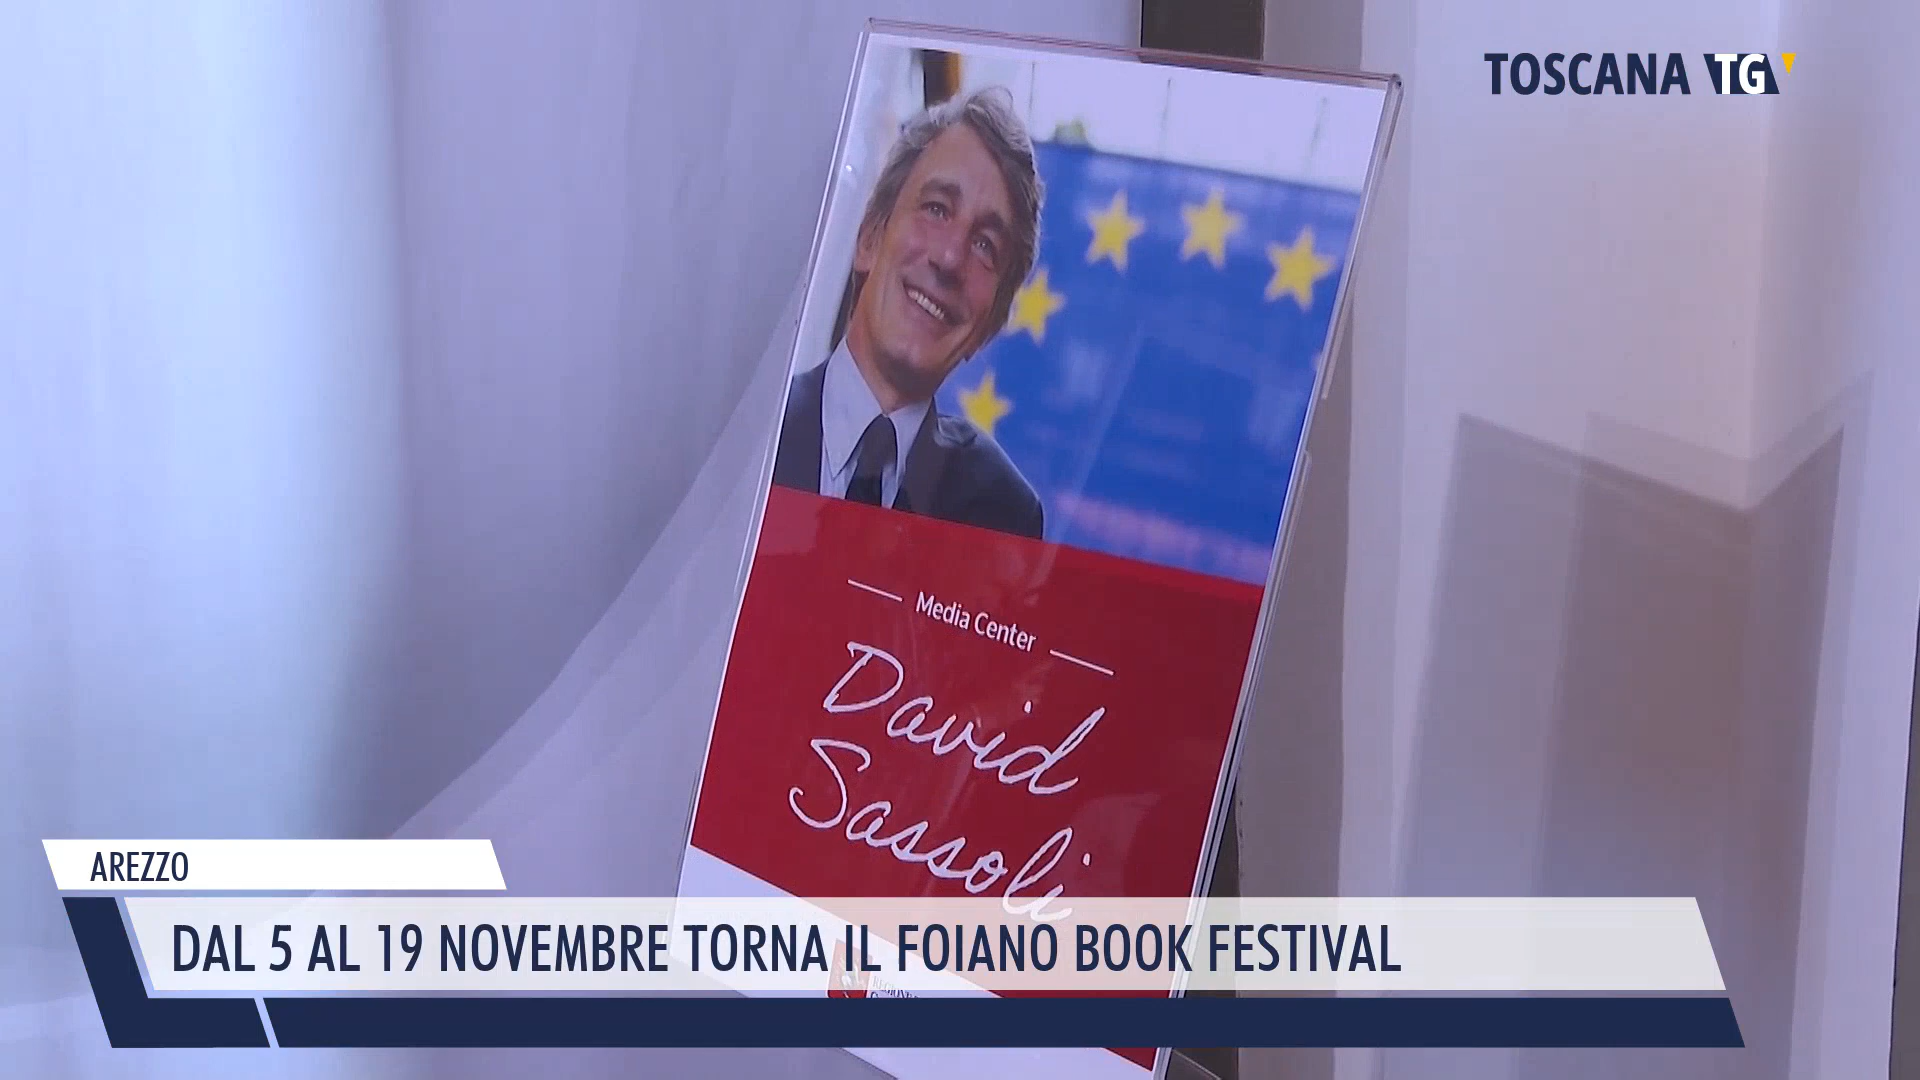 TOSCANA TG
Media Center
David
Sassoli
AREZZO
DAL 5 AL 19 NOVEMBRE TORNA IL FOIANO BOOK FESTIVAL